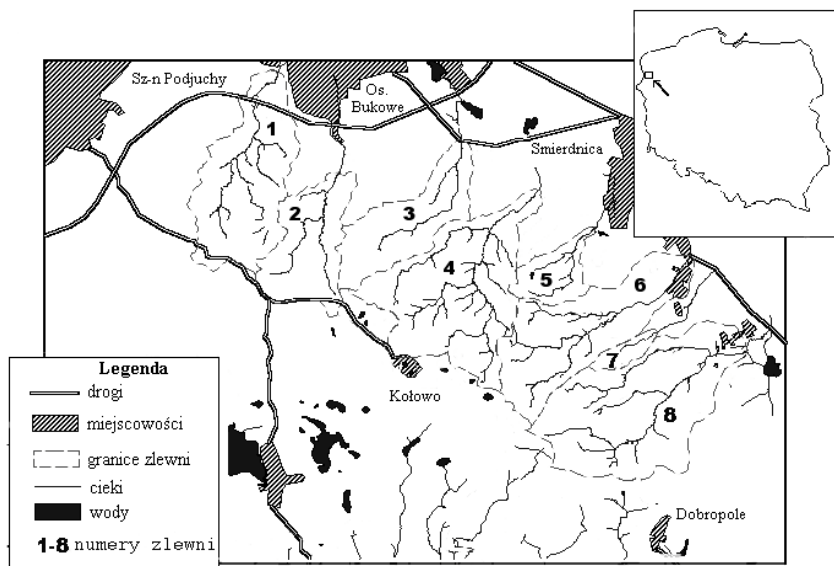 Sz-n Podjuchy
Os.
Bukowe
Smierdnica
1
2
3
4
5
6
7
8
Kołowo
Dobropole
Legenda
drogi
miejscowości
granice zlewni
cieki
wody
1-8 numery zlewni